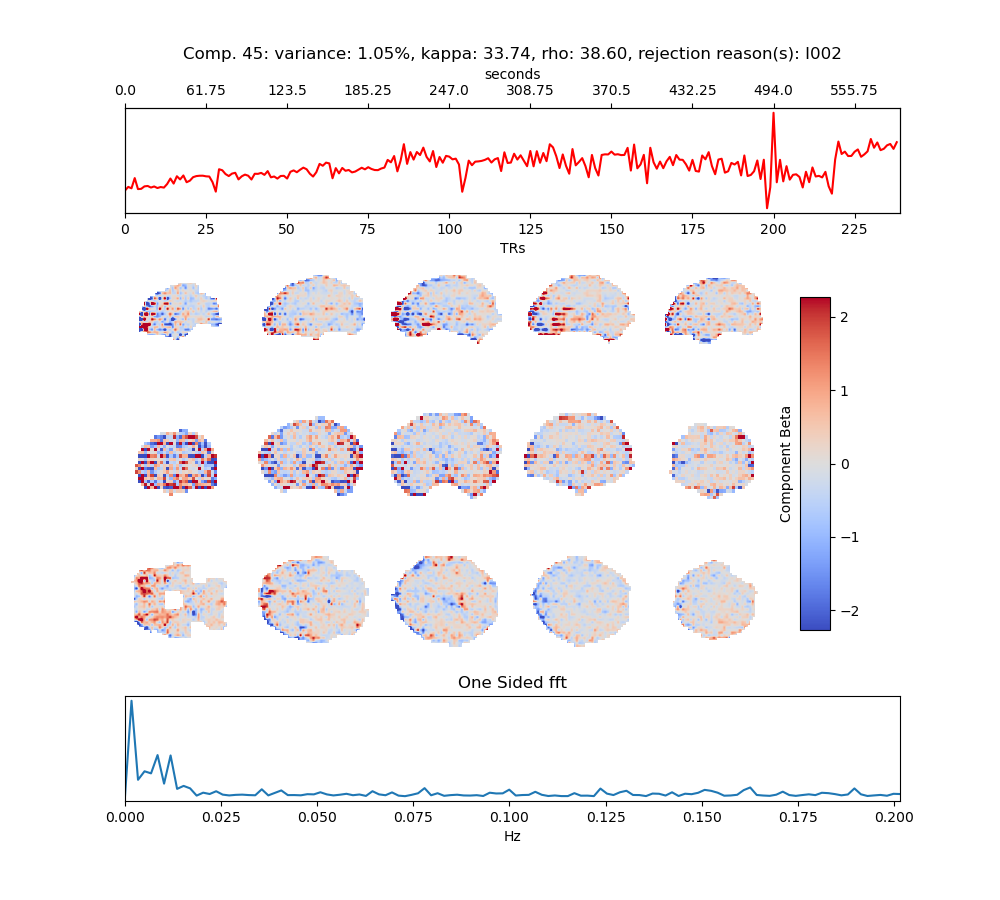 Comp. 45: variance: 1.05%, kappa: 33.74, rho: 38.60, rejection reason(s): I002
seconds
0.0 61.75 123.5 185.25 247.0 308.75 370.5 432.25 494.0 555.75
0 25 50 75 100 125 150 175 200 225
TRs
2
1
0
−1
−2
Component Beta
One Sided fft
0.000 0.025 0.050 0.075 0.100 0.125 0.150 0.175 0.200
Hz